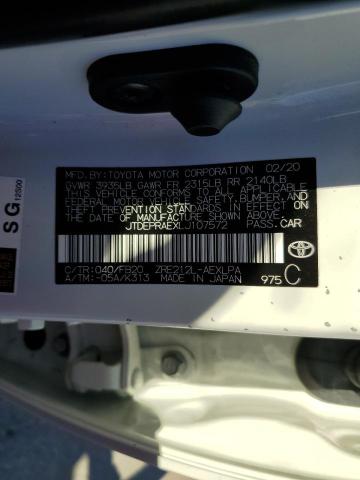 MFD.BY: TOYOTA MOTOR CORPORATION 02/20
GVWR 3935LB GAWR FR 2315LB RR 2140LB
THIS VEHICLE CONFORMS TO ALL APPLICABLE
FEDERAL MOTOR VEHICLE SAFETY, BUMPER, AND
THEFT PREVENTION STANDARDS IN EFFECT ON
THE DATE OF MANUFACTURE SHOWN ABOVE.
JTDEPRAEXLJ107572 PASS.CAR
C/TR:040/FB20 ZRE212L-AEXLPA
A/TM:-05A/K313 MADE IN JAPAN
975 C
SG 12S00